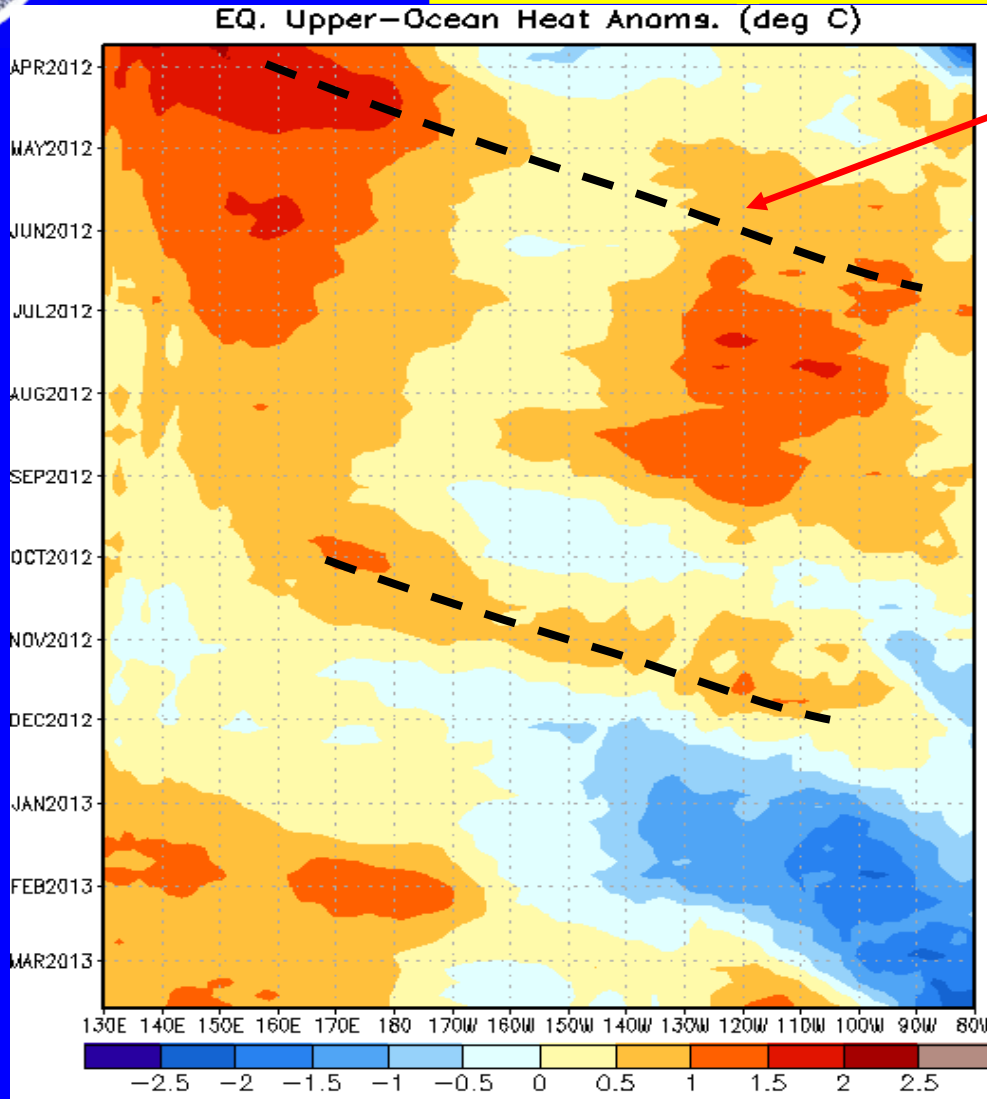 EQ. Upper-Ocean Heat Anoms. (deg C)
APR2012
MAY2012
JUN2012
JUL2012
AUG2012
SEP2012
OCT2012
NOV2012
DEC2012
JAN2013
FEB2013
MAR2013
130E 140E 150E 160E 170E 180 170W 160W 150W 140W 130W 120W 110W 100W 90W 80W
-2.5 -2 -1.5 -1 -0.5 0 0.5 1 1.5 2 2.5